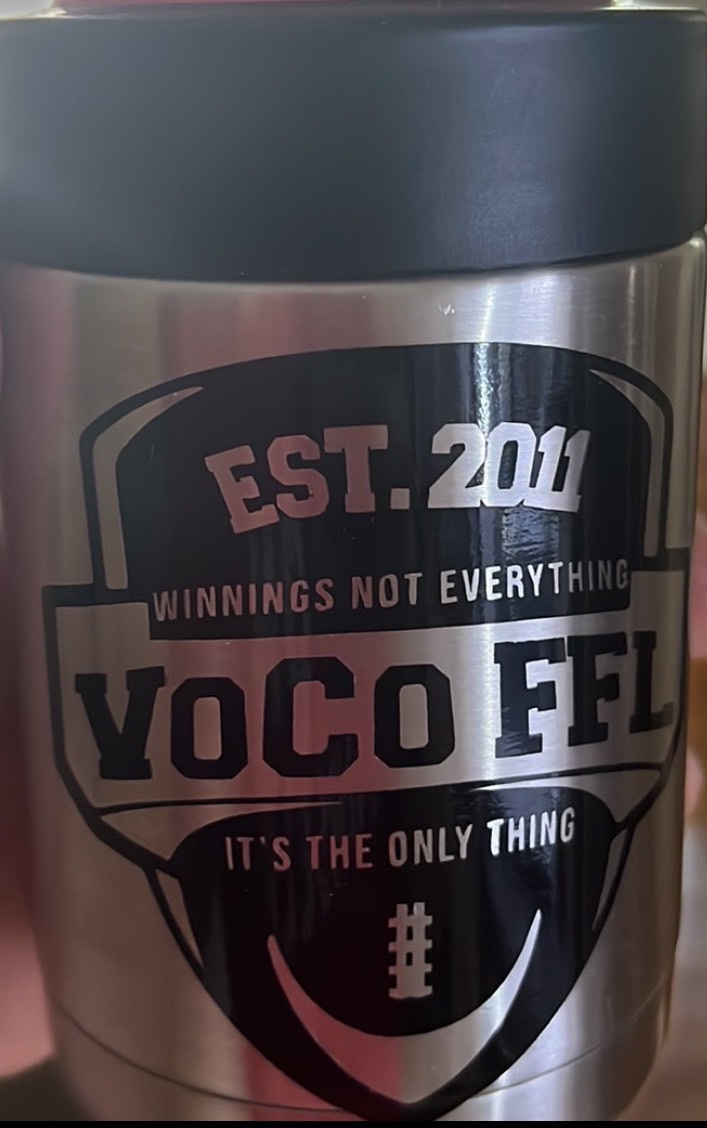 EST. 2011
WINNINGS NOT EVERYTHING
VOCO FFL
IT'S THE ONLY THING